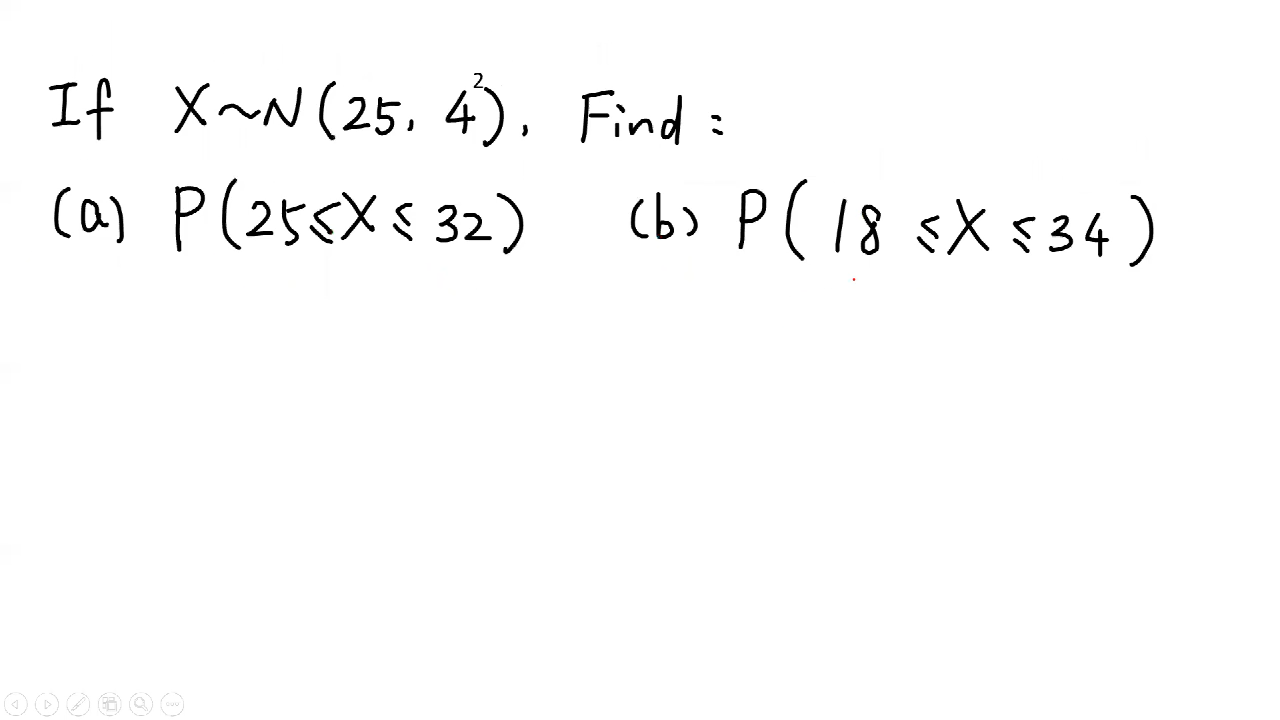 If X~N(25, 4²), Find:
(a) P(25≤X≤32) (b) P(18≤X≤34)